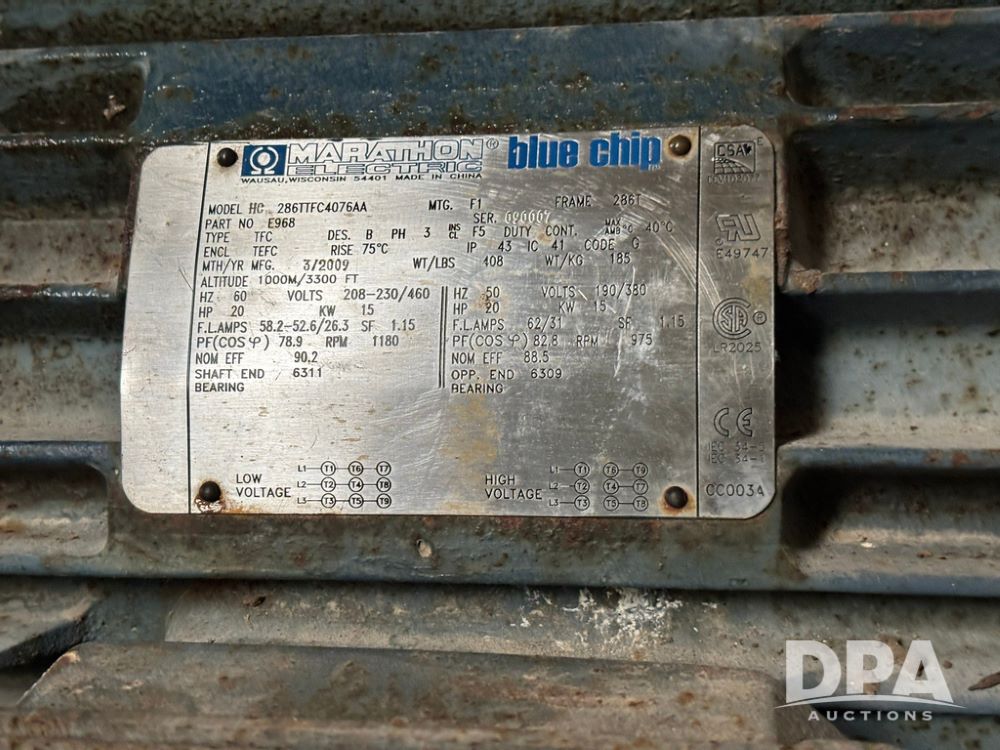 MARATHON® blue chip
ELECTRIC
WAUSAU, WISCONSIN 54401 MADE IN CHINA
MODEL HC 286TTFC4076AA MTG. F1 FRAME 286T
PART NO E968 SER.
TYPE TFC DES. B PH 3 INS CL F5 DUTY CONT. MAX AMB °C 40°C
ENCL TEFC RISE 75°C IP 43 IC 41 CODE G
MTH/YR MFG. 3/2009 WT/LBS 408 WT/KG 185
ALTITUDE 1000M/3300 FT
HZ 60 VOLTS 208-230/460
HP 20 KW 15
F.L.AMPS 58.2-52.6/26.3 SF 1.15
PF(COS φ) 78.9 RPM 1180
NOM EFF 90.2
SHAFT END 6311
BEARING
HZ 50 VOLTS 190/380
HP 20 KW 15
F.L.AMPS 62/31 SF 1.15
PF(COS φ) 82.8 RPM 975
NOM EFF 88.5
OPP. END 6309
BEARING
LOW VOLTAGE
L1 T1 T6 T7
L2 T2 T4 T8
L3 T3 T5 T9
HIGH VOLTAGE
L1 T1 T6 T9
L2 T2 T4 T7
L3 T3 T5 T8
CSA E
UR
E49747
®
LR2025
CE
CC003A
DPA
AUCTIONS